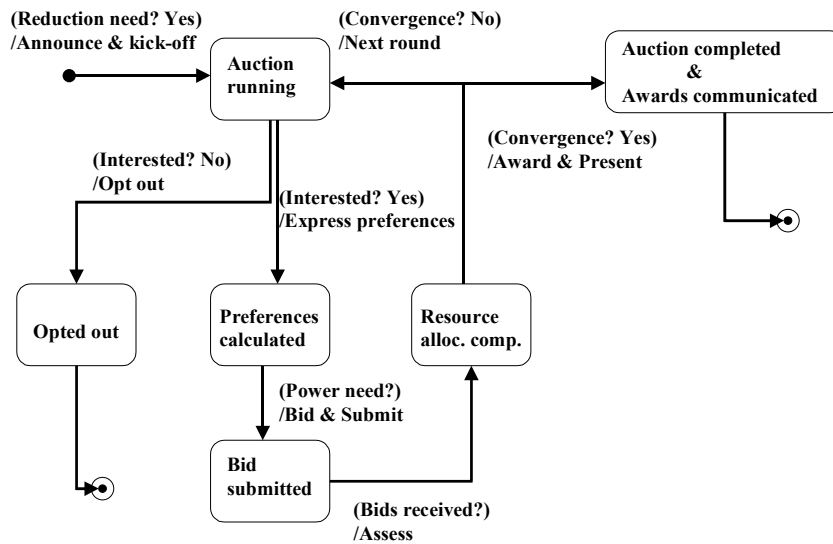 (Reduction need? Yes)
/Announce & kick-off
(Convergence? No)
/Next round
Auction
running
Auction completed
&
Awards communicated
(Convergence? Yes)
/Award & Present
(Interested? No)
/Opt out
(Interested? Yes)
/Express preferences
Opted out
Preferences
calculated
Resource
alloc. comp.
(Power need?)
/Bid & Submit
Bid
submitted
(Bids received?)
/Assess